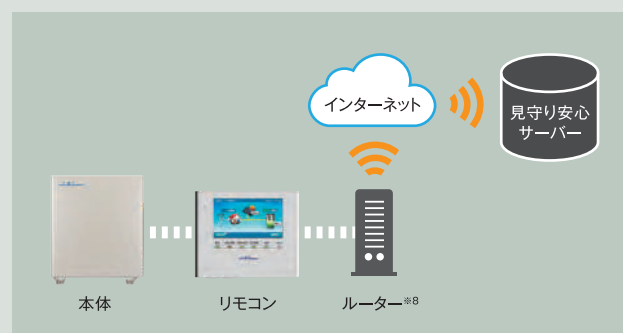 インターネット
見守り安心
サーバー
本体
リモコン
ルーター※8